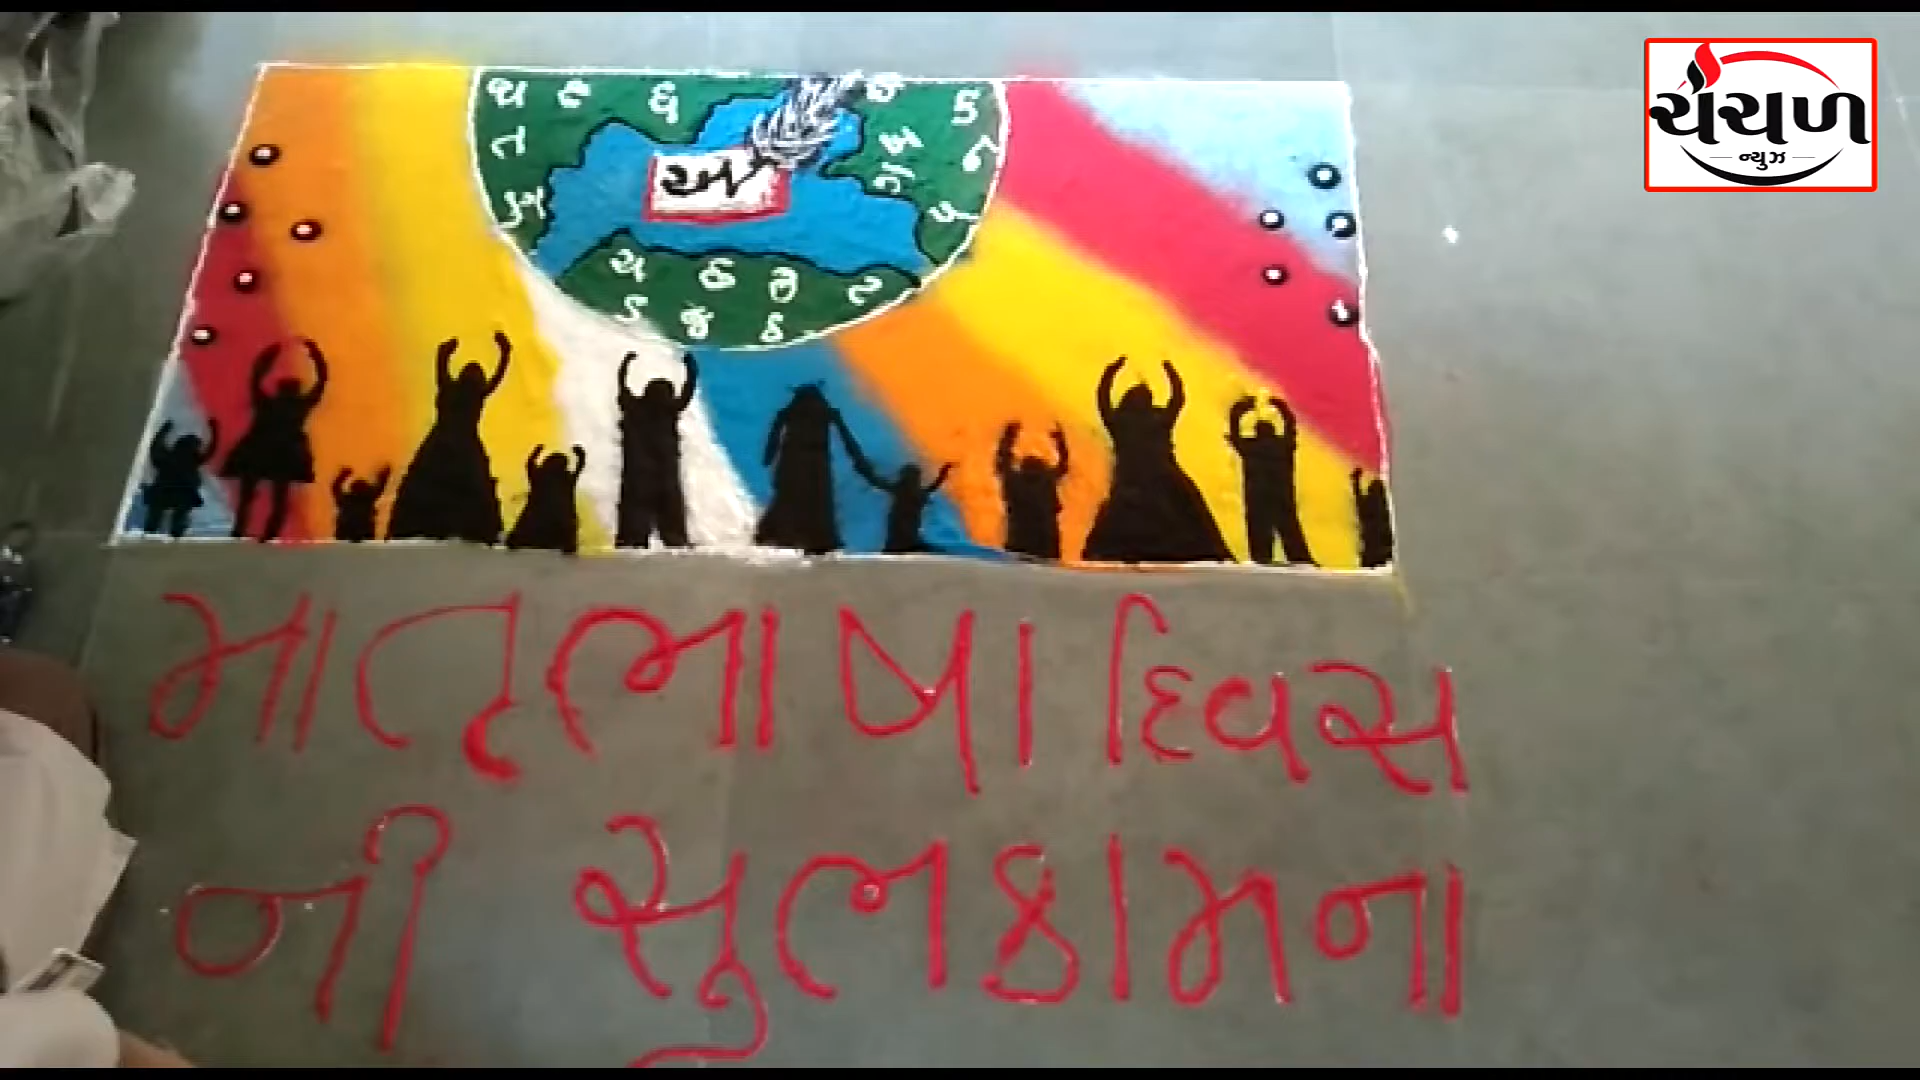 ચંચળ
ન્યુઝ
થ હ ધ છ ક
ત
ય
પ
ચ છ
ડ જ ઠ
માતૃભાષા દિવસ
ની સુભકામના